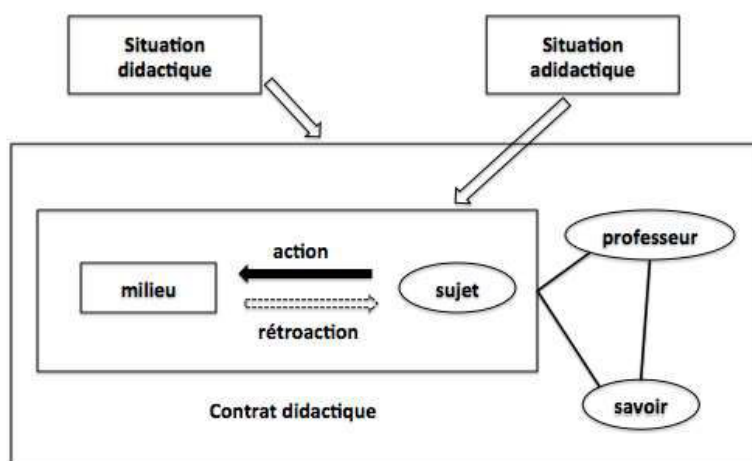 Situation
didactique
Situation
adidactique
professeur
action
milieu
sujet
rétroaction
Contrat didactique
savoir